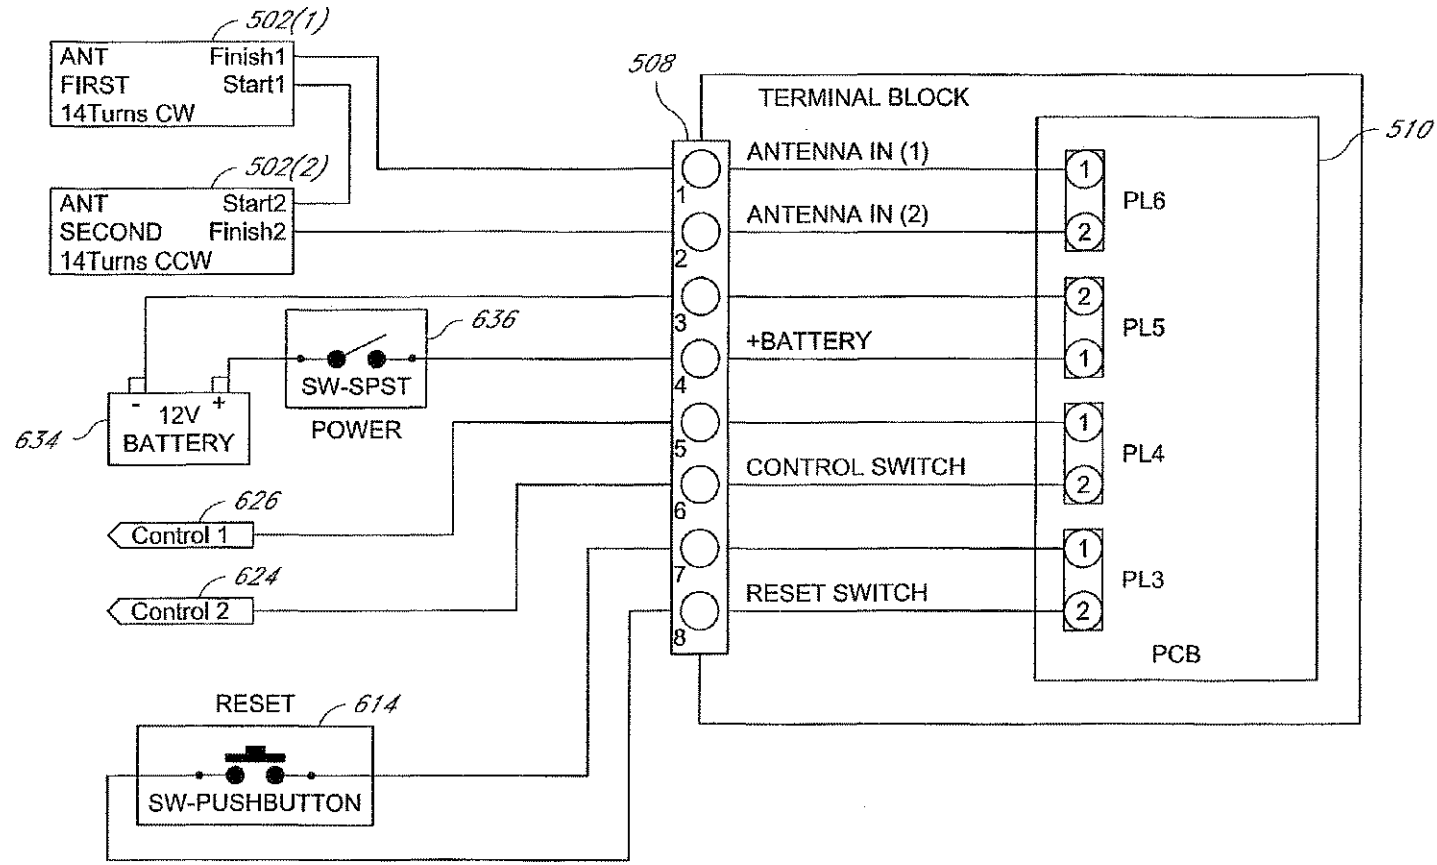 502(1)
ANT Finish1
FIRST Start1
14Turns CW
502(2)
ANT Start2
SECOND Finish2
14Turns CCW
508
TERMINAL BLOCK
510
ANTENNA IN (1)
1
1
PL6
ANTENNA IN (2)
2
2
3
2
PL5
+BATTERY
4
1
636
SW-SPST
POWER
- +
12V
BATTERY
634
5
1
PL4
CONTROL SWITCH
6
2
626
Control 1
624
Control 2
7
1
PL3
RESET SWITCH
8
2
PCB
RESET
614
SW-PUSHBUTTON